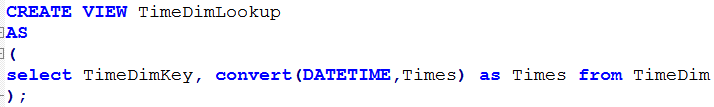 CREATE VIEW TimeDimLookup
AS
(
select TimeDimKey, convert(DATETIME,Times) as Times from TimeDim
);